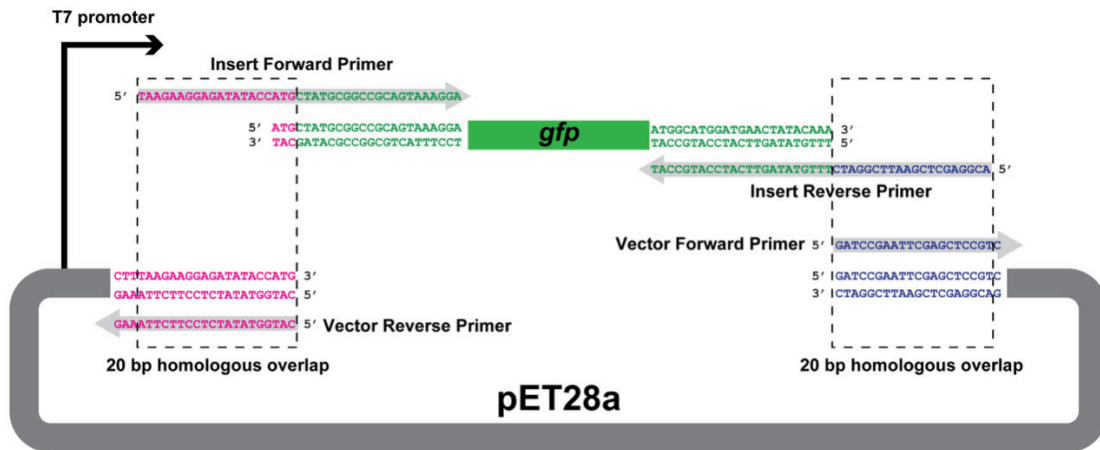 T7 promoter
Insert Forward Primer
5’ TAAGAAGGAGATATACCATGCTATGCGGCCGCAGTAAAGGA
5’ ATGCTATGCGGCCGCAGTAAAGGA gfp ATGGCATGGATGAACTATACAAA 3’
3’ TACGATACGCCGGCGTCATTTCCT TACCGTACCTACTTGATATGTTT 5’
TACCGTACCTACTTGATATGTTTCTAGGCTTAAGCTCGAGGCA 5’
Insert Reverse Primer
Vector Forward Primer 5’ GATCCGAATTCGAGCTCCGTC
CTTTAAGAAGGAGATATACCATG 3’ 5’ GATCCGAATTCGAGCTCCGTC
GAAATTCTTCCTCTATATGGTAC 5’ 3’ CTAGGCTTAAGCTCGAGGCAG
GAAATTCTTCCTCTATATGGTAC 5’ Vector Reverse Primer
20 bp homologous overlap 20 bp homologous overlap
pET28a